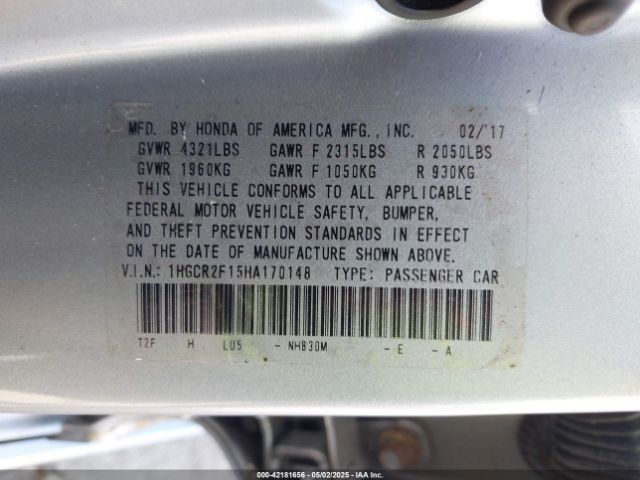 MFD. BY HONDA OF AMERICA MFG., INC. 02/'17
GVWR 4321LBS GAWR F 2315LBS R 2050LBS
GVWR 1960KG GAWR F 1050KG R 930KG
THIS VEHICLE CONFORMS TO ALL APPLICABLE
FEDERAL MOTOR VEHICLE SAFETY, BUMPER,
AND THEFT PREVENTION STANDARDS IN EFFECT
ON THE DATE OF MANUFACTURE SHOWN ABOVE.
V.I.N.: 1HGCR2F15HA170148 TYPE: PASSENGER CAR
T2F H L05 -NH830M -E -A
000-42181656 - 05/02/2025 - IAAI.com